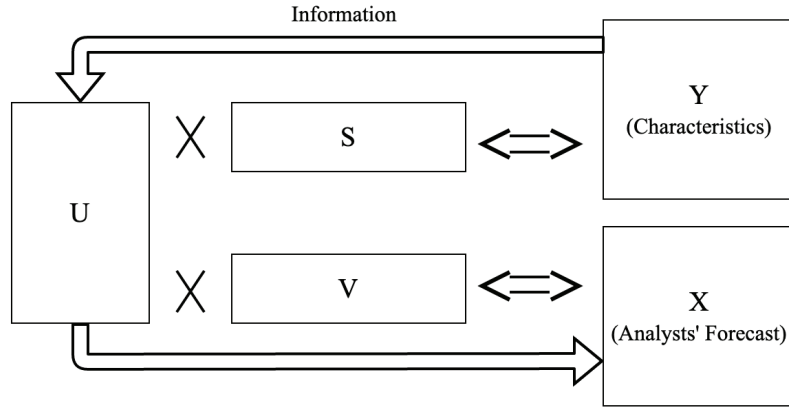 Information
Y
(Characteristics)
S
U
V
X
(Analysts' Forecast)